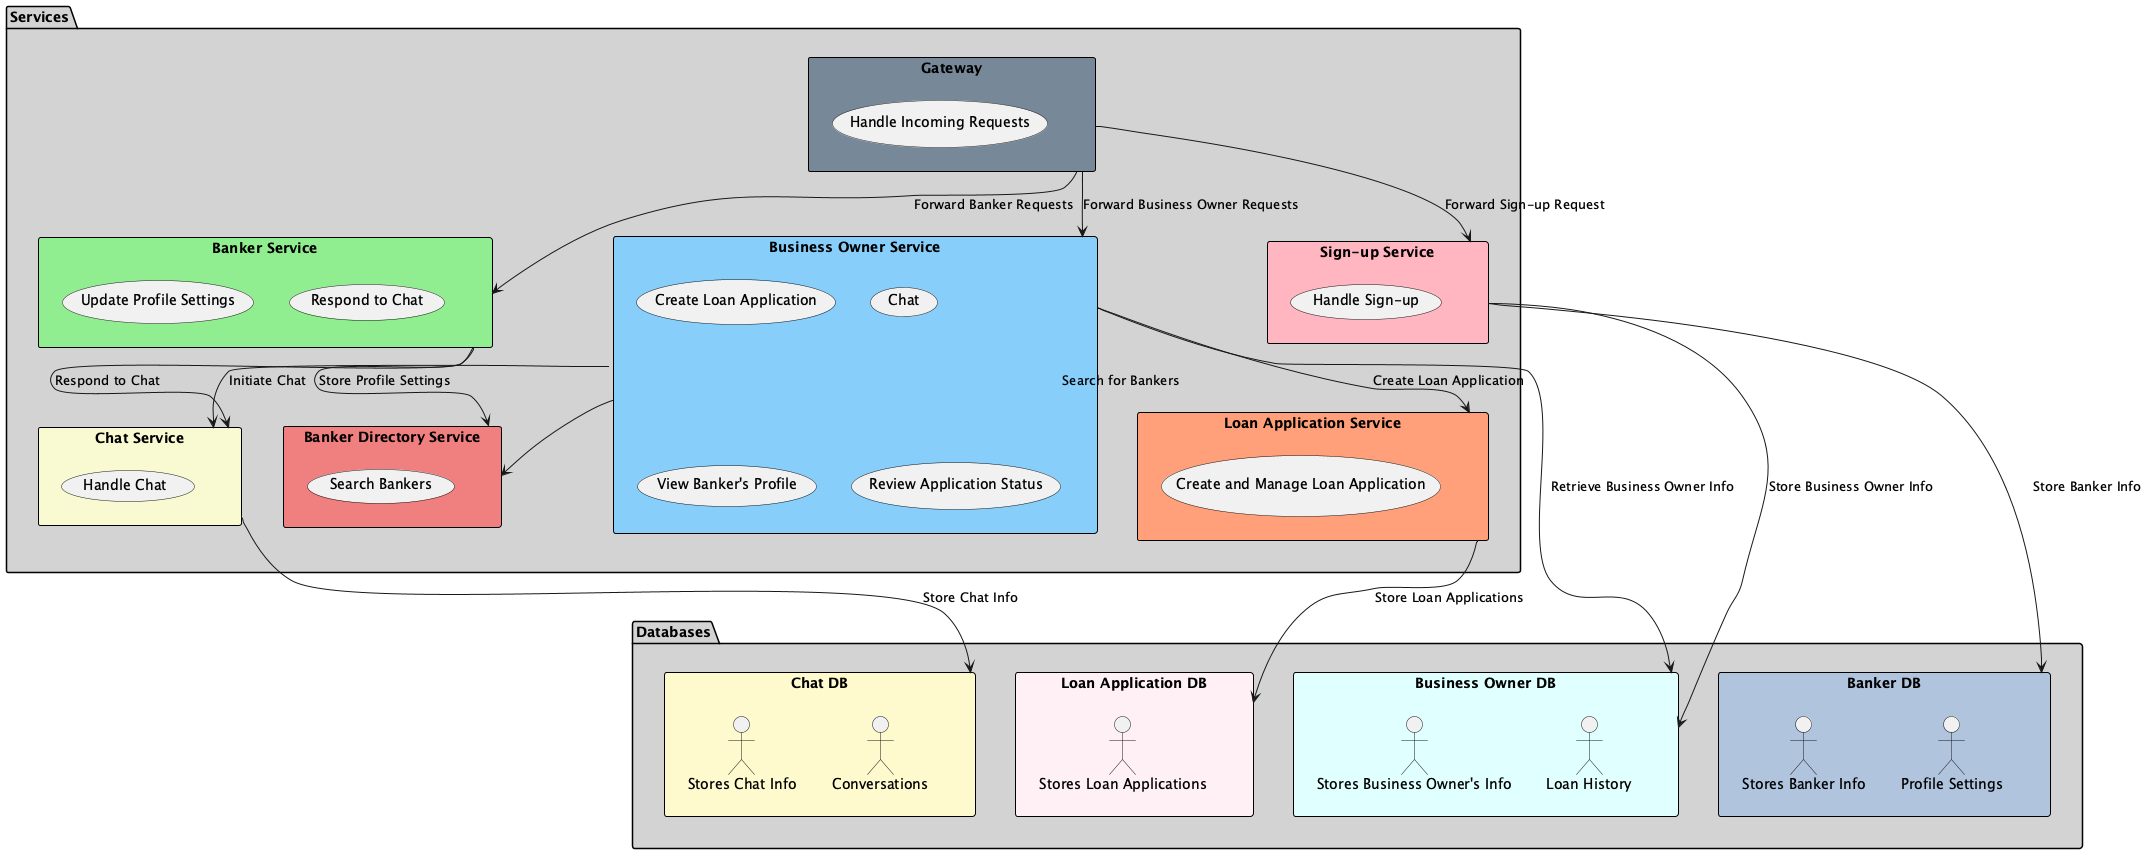 Services
Gateway
Handle Incoming Requests
Forward Banker Requests
Forward Business Owner Requests
Forward Sign-up Request
Banker Service
Update Profile Settings
Respond to Chat
Business Owner Service
Create Loan Application
Chat
Sign-up Service
Handle Sign-up
Respond to Chat
Initiate Chat
Store Profile Settings
Search for Bankers
Create Loan Application
Chat Service
Handle Chat
Banker Directory Service
Search Bankers
View Banker's Profile
Review Application Status
Loan Application Service
Create and Manage Loan Application
Retrieve Business Owner Info
Store Business Owner Info
Store Banker Info
Store Chat Info
Store Loan Applications
Databases
Chat DB
Stores Chat Info
Conversations
Loan Application DB
Stores Loan Applications
Business Owner DB
Stores Business Owner's Info
Loan History
Banker DB
Stores Banker Info
Profile Settings